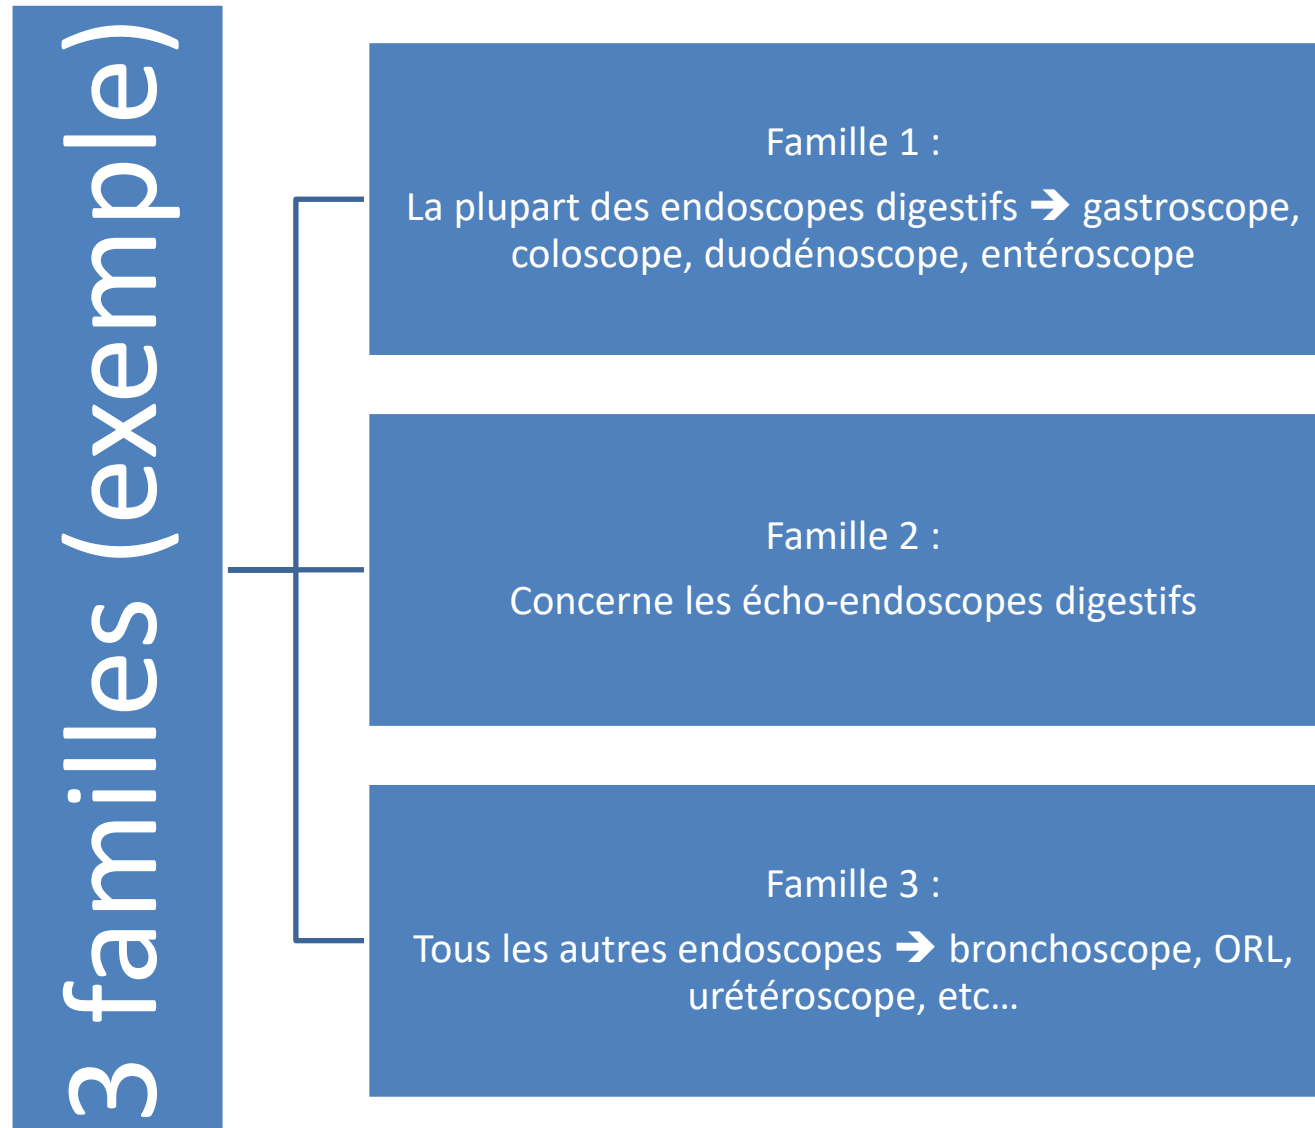 3 familles (exemple)
Famille 1 :
La plupart des endoscopes digestifs ➔ gastroscope,
coloscope, duodénoscope, entéroscope
Famille 2 :
Concerne les écho-endoscopes digestifs
Famille 3 :
Tous les autres endoscopes ➔ bronchoscope, ORL,
urétéroscope, etc…